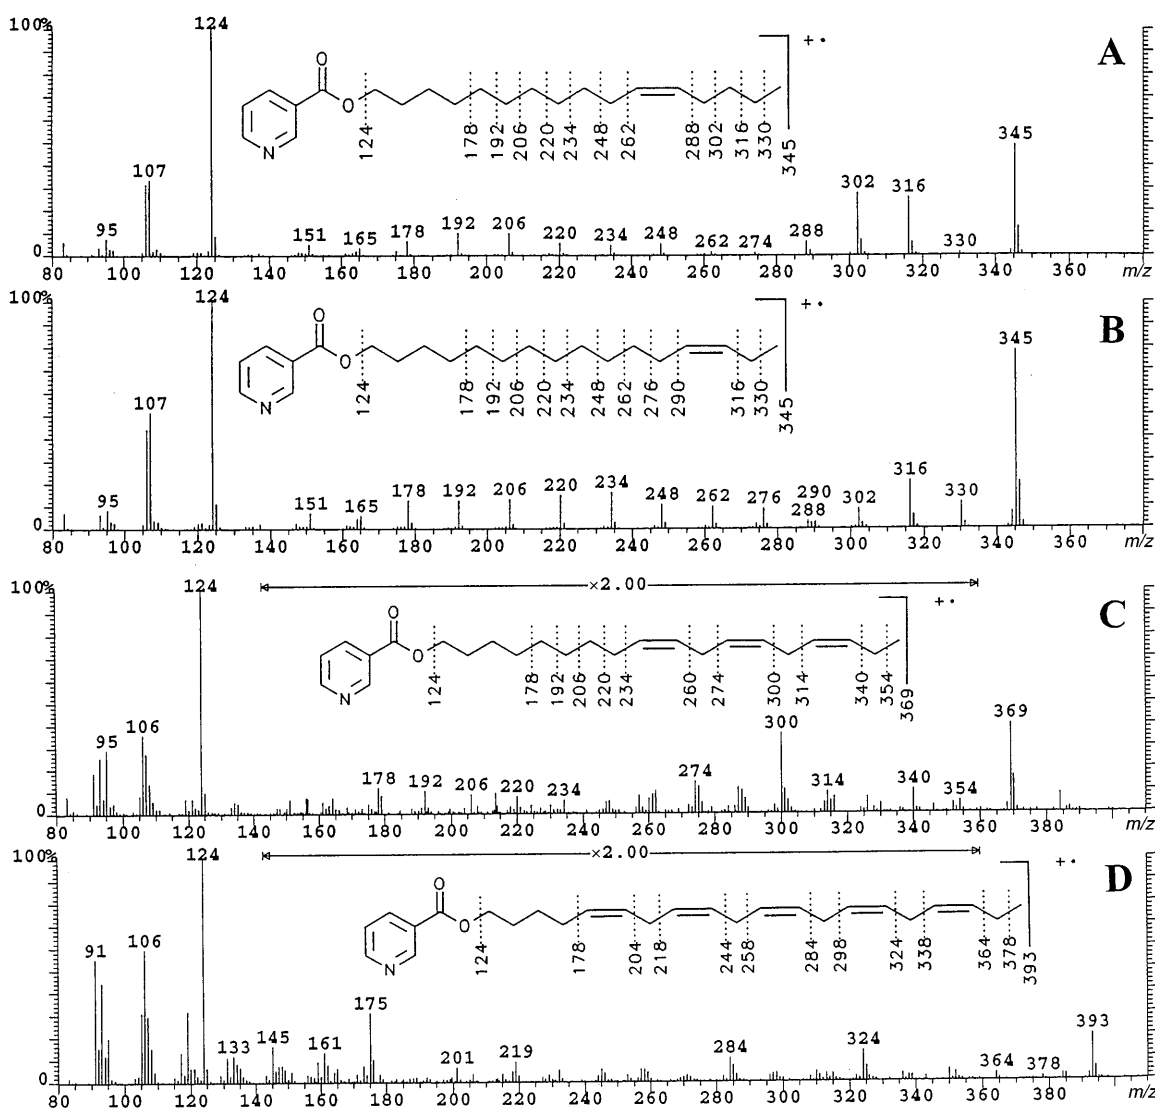 100% 124 + · A
O
O
N
124 178 192 206 220 234 248 262 288 302 316 330 345
107 95 151 165 178 192 206 220 234 248 262 274 288 302 316 330 345
0
80 100 120 140 160 180 200 220 240 260 280 300 320 340 360 m/z
100% 124 + · B
O
O
N
124 178 192 206 220 234 248 262 276 290 316 330 345
107 95 151 165 178 192 206 220 234 248 262 276 290 288 302 316 330 345
0
80 100 120 140 160 180 200 220 240 260 280 300 320 340 360 m/z
100% 124 ×2.00 + · C
O
O
N
124 178 192 206 220 234 260 274 300 314 340 354 369
95 106 178 192 206 220 234 274 300 314 340 354 369
0
80 100 120 140 160 180 200 220 240 260 280 300 320 340 360 380 m/z
100% 124 ×2.00 + · D
O
O
N
124 178 204 218 244 258 284 298 324 338 364 378 393
91 106 133 145 161 175 201 219 284 324 364 378 393
0
80 100 120 140 160 180 200 220 240 260 280 300 320 340 360 380 400 m/z